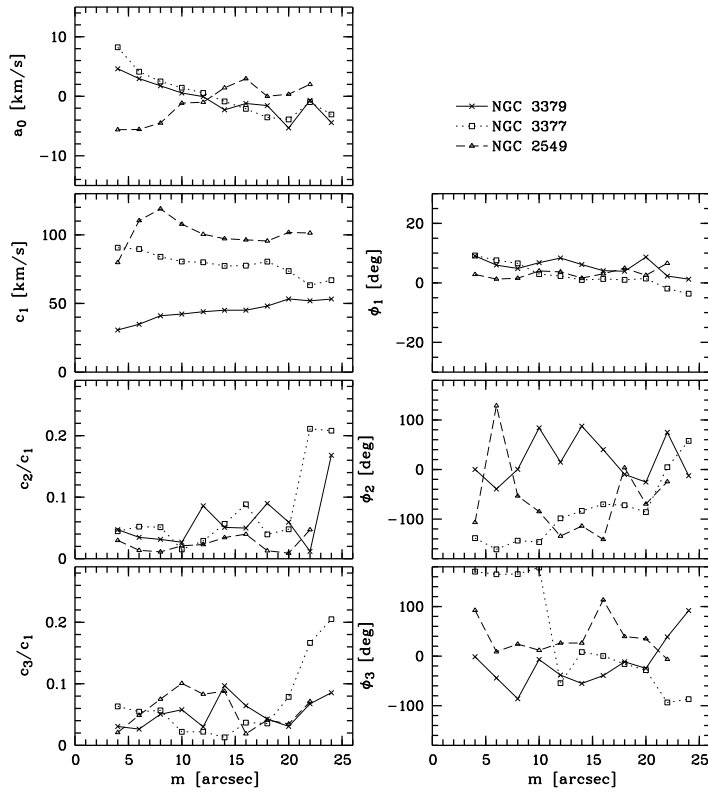 10
0
-10
a0 [km/s]
NGC 3379
NGC 3377
NGC 2549
100
50
0
c1 [km/s]
20
0
-20
ϕ1 [deg]
0.2
0.1
0
c2/c1
100
0
-100
ϕ2 [deg]
0.2
0.1
0
c3/c1
100
0
-100
ϕ3 [deg]
0 5 10 15 20 25
m [arcsec]
0 5 10 15 20 25
m [arcsec]